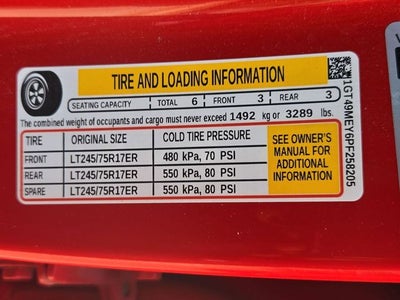 TIRE AND LOADING INFORMATION
SEATING CAPACITY TOTAL 6 FRONT 3 REAR 3
The combined weight of occupants and cargo must never exceed 1492 kg or 3289 lbs.
TIRE ORIGINAL SIZE COLD TIRE PRESSURE
FRONT LT245/75R17ER 480 kPa, 70 PSI
REAR LT245/75R17ER 550 kPa, 80 PSI
SPARE LT245/75R17ER 550 kPa, 80 PSI
SEE OWNER'S
MANUAL FOR
ADDITIONAL
INFORMATION
1GT49MEY6PF258205